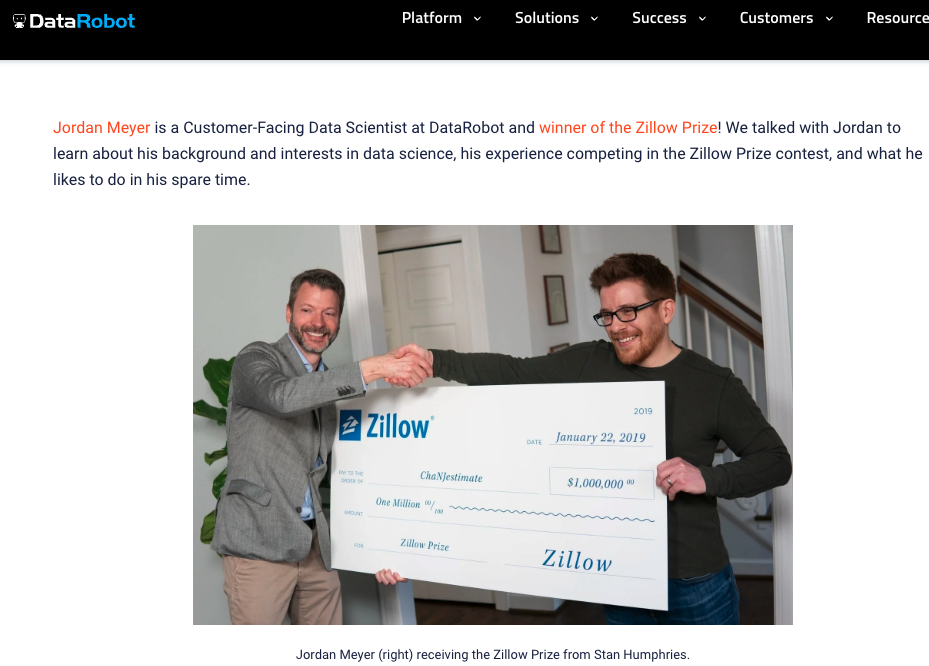 DataRobot
Platform Solutions Success Customers Resource
Jordan Meyer is a Customer-Facing Data Scientist at DataRobot and winner of the Zillow Prize! We talked with Jordan to
learn about his background and interests in data science, his experience competing in the Zillow Prize contest, and what he
likes to do in his spare time.
Zillow®
2019
DATE January 22, 2019
PAY TO THE
ORDER OF ChaNJestimate $1,000,000 00
AMOUNT One Million 00/100
FOR Zillow Prize Zillow
Jordan Meyer (right) receiving the Zillow Prize from Stan Humphries.